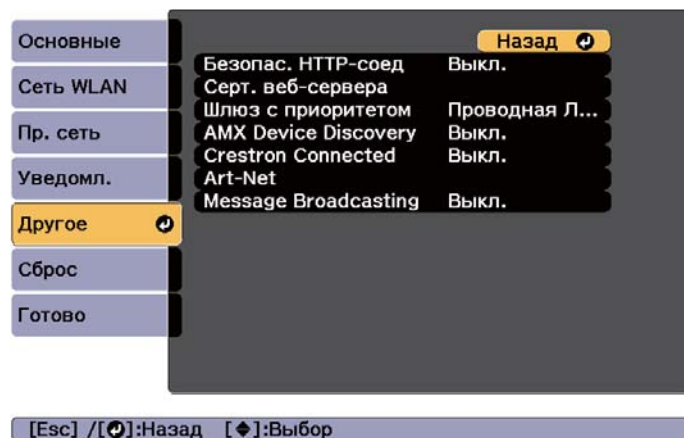 Основные
Сеть WLAN
Пр. сеть
Уведомл.
Другое
Сброс
Готово
Назад
Безопас. HTTP-соед Выкл.
Серт. веб-сервера
Шлюз с приоритетом Проводная Л...
AMX Device Discovery Выкл.
Crestron Connected Выкл.
Art-Net
Message Broadcasting Выкл.
[Esc] /[⏎]:Назад [◆]:Выбор